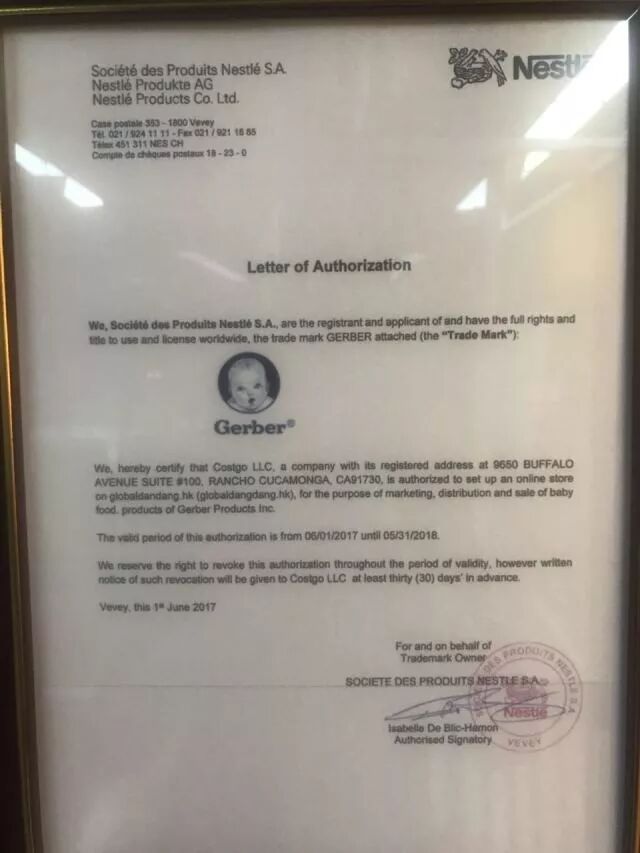 Société des Produits Nestlé S.A.
Nestlé Produkte AG
Nestlé Products Co. Ltd.
Nestl
Case postale 353 - 1800 Vevey
Tél. 021 / 924 11 11 - Fax 021 / 921 18 85
Télex 451 311 NES CH
Compte de chèques postaux 18 - 23 - 0
Letter of Authorization
We, Société des Produits Nestlé S.A., are the registrant and applicant of and have the full rights and
title to use and license worldwide, the trade mark GERBER attached (the "Trade Mark"):
Gerber®
We, hereby certify that Costgo LLC, a company with its registered address at 9650 BUFFALO
AVENUE SUITE #100, RANCHO CUCAMONGA, CA91730, is authorized to set up an online store
on globaldandang.hk (globaldangdang.hk), for the purpose of marketing, distribution and sale of baby
food. products of Gerber Products Inc.
The valid period of this authorization is from 06/01/2017 until 05/31/2018.
We reserve the right to revoke this authorization throughout the period of validity, however written
notice of such revocation will be given to Costgo LLC at least thirty (30) days' in advance.
Vevey, this 1st June 2017
For and on behalf of
Trademark Owner
SOCIETE DES PRODUITS NESTLE S.A.
Isabelle De Blic-Hamon
Authorised Signatory
DES PRODUITS NESTLE S.A
Nestlé
VEVEY